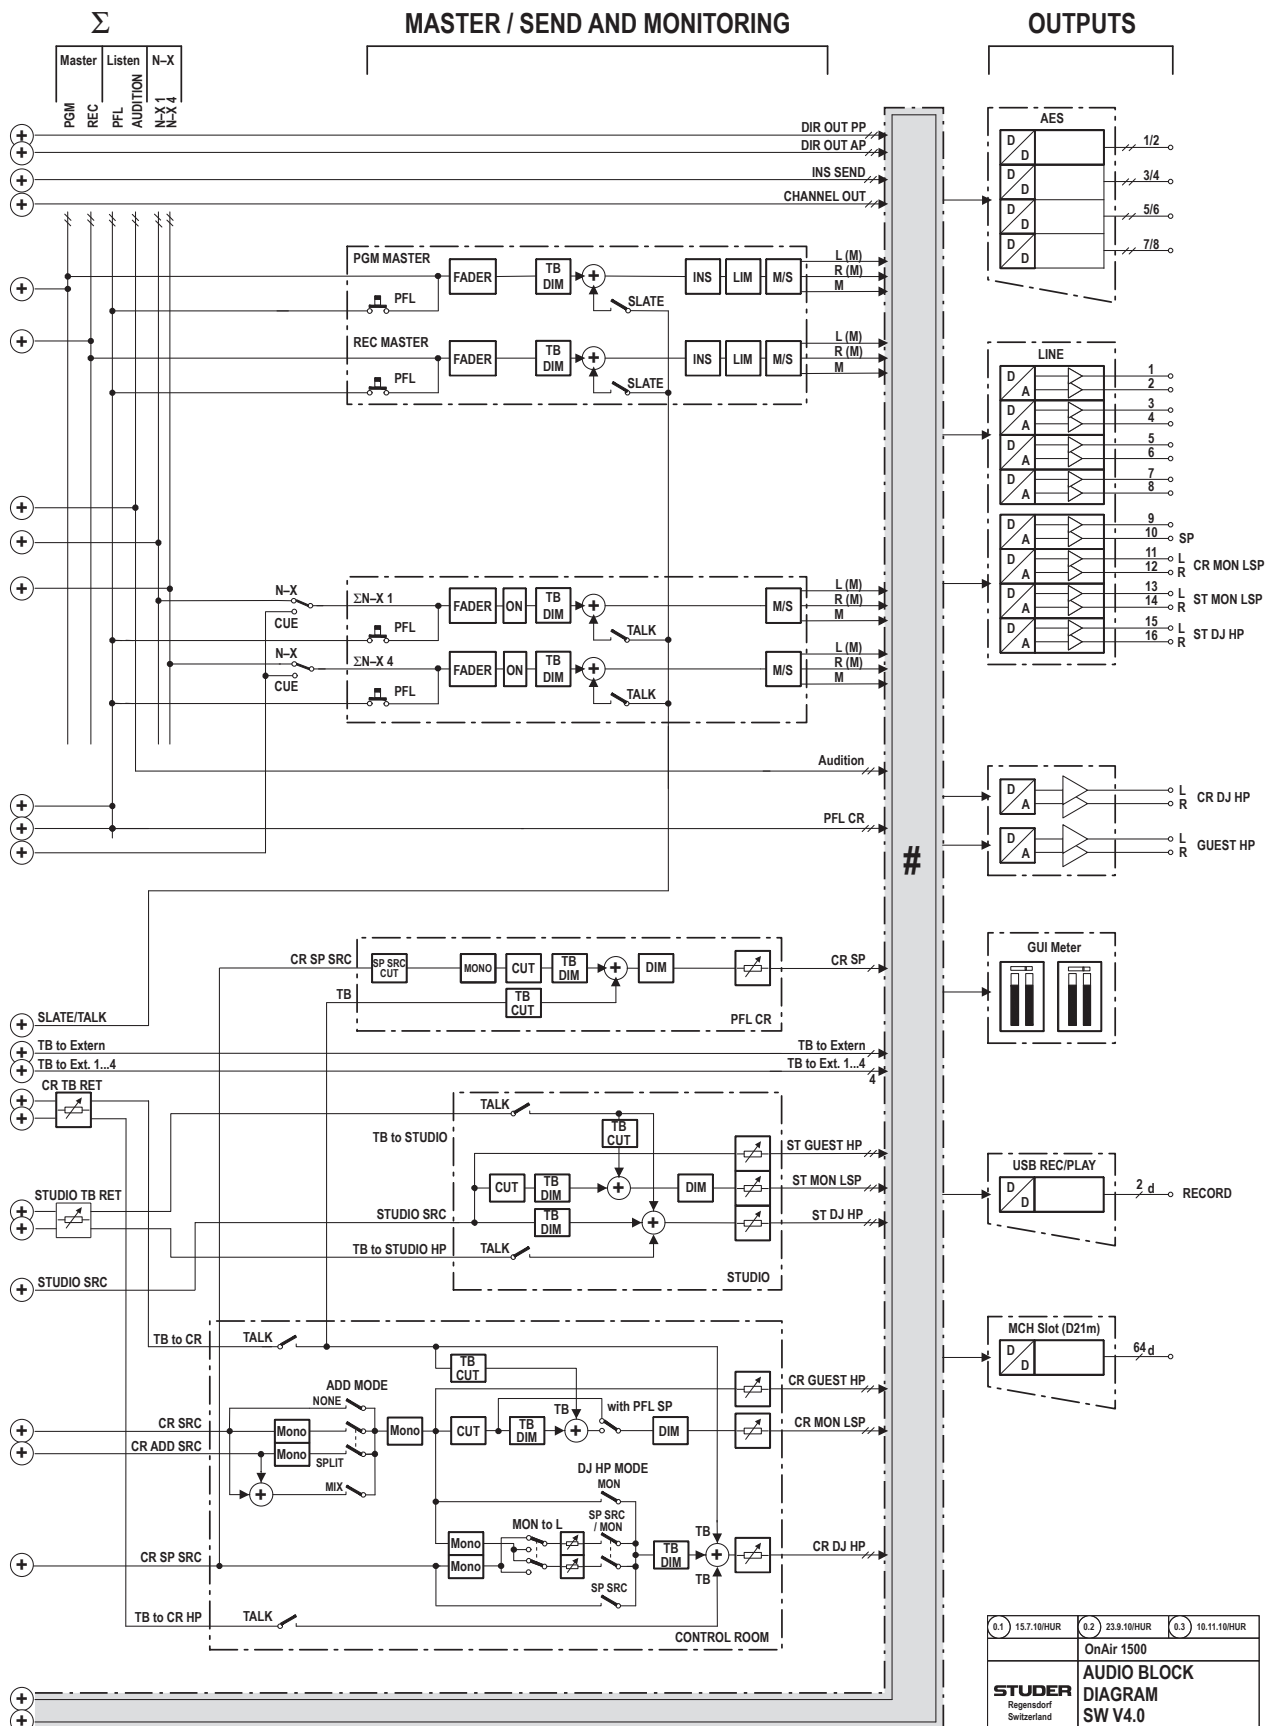 Σ MASTER / SEND AND MONITORING OUTPUTS
Master Listen N–X
PGM REC PFL AUDITION N–X 1 N–X 4
DIR OUT PP
DIR OUT AP
INS SEND
CHANNEL OUT
AES
D D 1/2
D D 3/4
D D 5/6
D D 7/8
PGM MASTER
PFL
FADER TB DIM + SLATE INS LIM M/S
L (M)
R (M)
M
REC MASTER
PFL
FADER TB DIM + SLATE INS LIM M/S
L (M)
R (M)
M
LINE
D A 1
2
D A 3
4
D A 5
6
D A 7
8
D A 9
10 SP
D A 11 L
12 R CR MON LSP
D A 13 L
14 R ST MON LSP
D A 15 L
16 R ST DJ HP
N–X
CUE
ΣN–X 1
PFL
FADER ON TB DIM + TALK M/S
L (M)
R (M)
M
N–X
CUE
ΣN–X 4
PFL
FADER ON TB DIM + TALK M/S
L (M)
R (M)
M
Audition
PFL CR
#
D A L
R CR DJ HP
D A L
R GUEST HP
GUI Meter
CR SP SRC
SP SRC CUT MONO CUT TB DIM + DIM
CR SP
TB
TB CUT
PFL CR
SLATE/TALK
TB to Extern TB to Extern
TB to Ext. 1...4 TB to Ext. 1...4
4
CR TB RET
TALK
TB CUT
TB to STUDIO
ST GUEST HP
CUT TB DIM + DIM
ST MON LSP
STUDIO TB RET
STUDIO SRC
TB DIM +
ST DJ HP
TB to STUDIO HP TALK
STUDIO SRC
STUDIO
USB REC/PLAY
D D 2 d RECORD
MCH Slot (D21m)
D D 64 d
TB to CR TALK
TB CUT
ADD MODE
NONE
CR GUEST HP
CR SRC
Mono Mono CUT TB DIM TB + with PFL SP DIM
CR MON LSP
CR ADD SRC
Mono
SPLIT
+ MIX
DJ HP MODE
MON
MON to L
SP SRC / MON
Mono
Mono
CR SP SRC
TB DIM TB + TB
CR DJ HP
SP SRC
TB to CR HP TALK
CONTROL ROOM
0.1 15.7.10/HUR 0.2 23.9.10/HUR 0.3 10.11.10/HUR
OnAir 1500
STUDER
Regensdorf
Switzerland
AUDIO BLOCK
DIAGRAM
SW V4.0